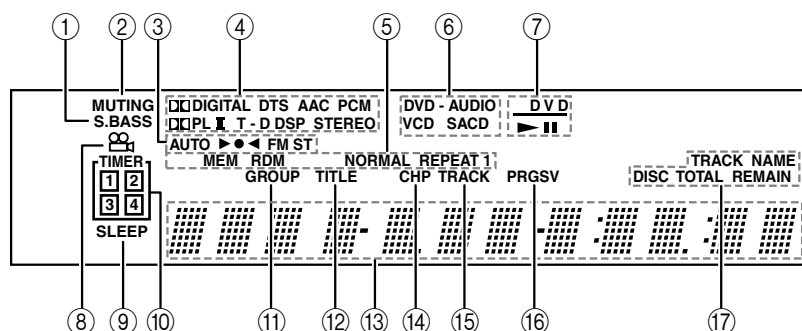 ① ② ③ ④ ⑤ ⑥ ⑦
MUTING
S.BASS
DIGITAL DTS AAC PCM
PL II T-D DSP STEREO
AUTO ▶●◀ FM ST
MEM RDM NORMAL REPEAT 1
DVD-AUDIO
VCD SACD
DVD
TIMER
1 2
3 4
SLEEP
GROUP TITLE CHP TRACK PRGSV
TRACK NAME
DISC TOTAL REMAIN
⑧ ⑨ ⑩ ⑪ ⑫ ⑬ ⑭ ⑮ ⑯ ⑰